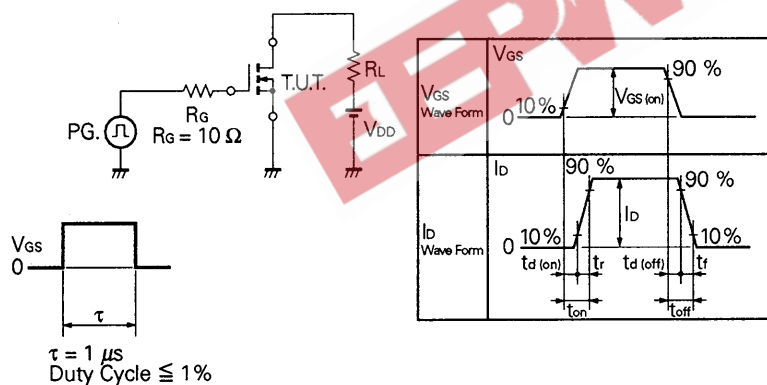 T.U.T.
RL
RG
RG = 10 Ω
PG.
VDD
VGS
0
τ
τ = 1 μs
Duty Cycle ≦ 1%
VGS
Wave Form
VGS
10%
0
VGS (on)
90 %
ID
Wave Form
ID
90 %
90 %
10%
0
ID
10%
td (on)
tr
td (off)
tf
ton
toff
EEPW